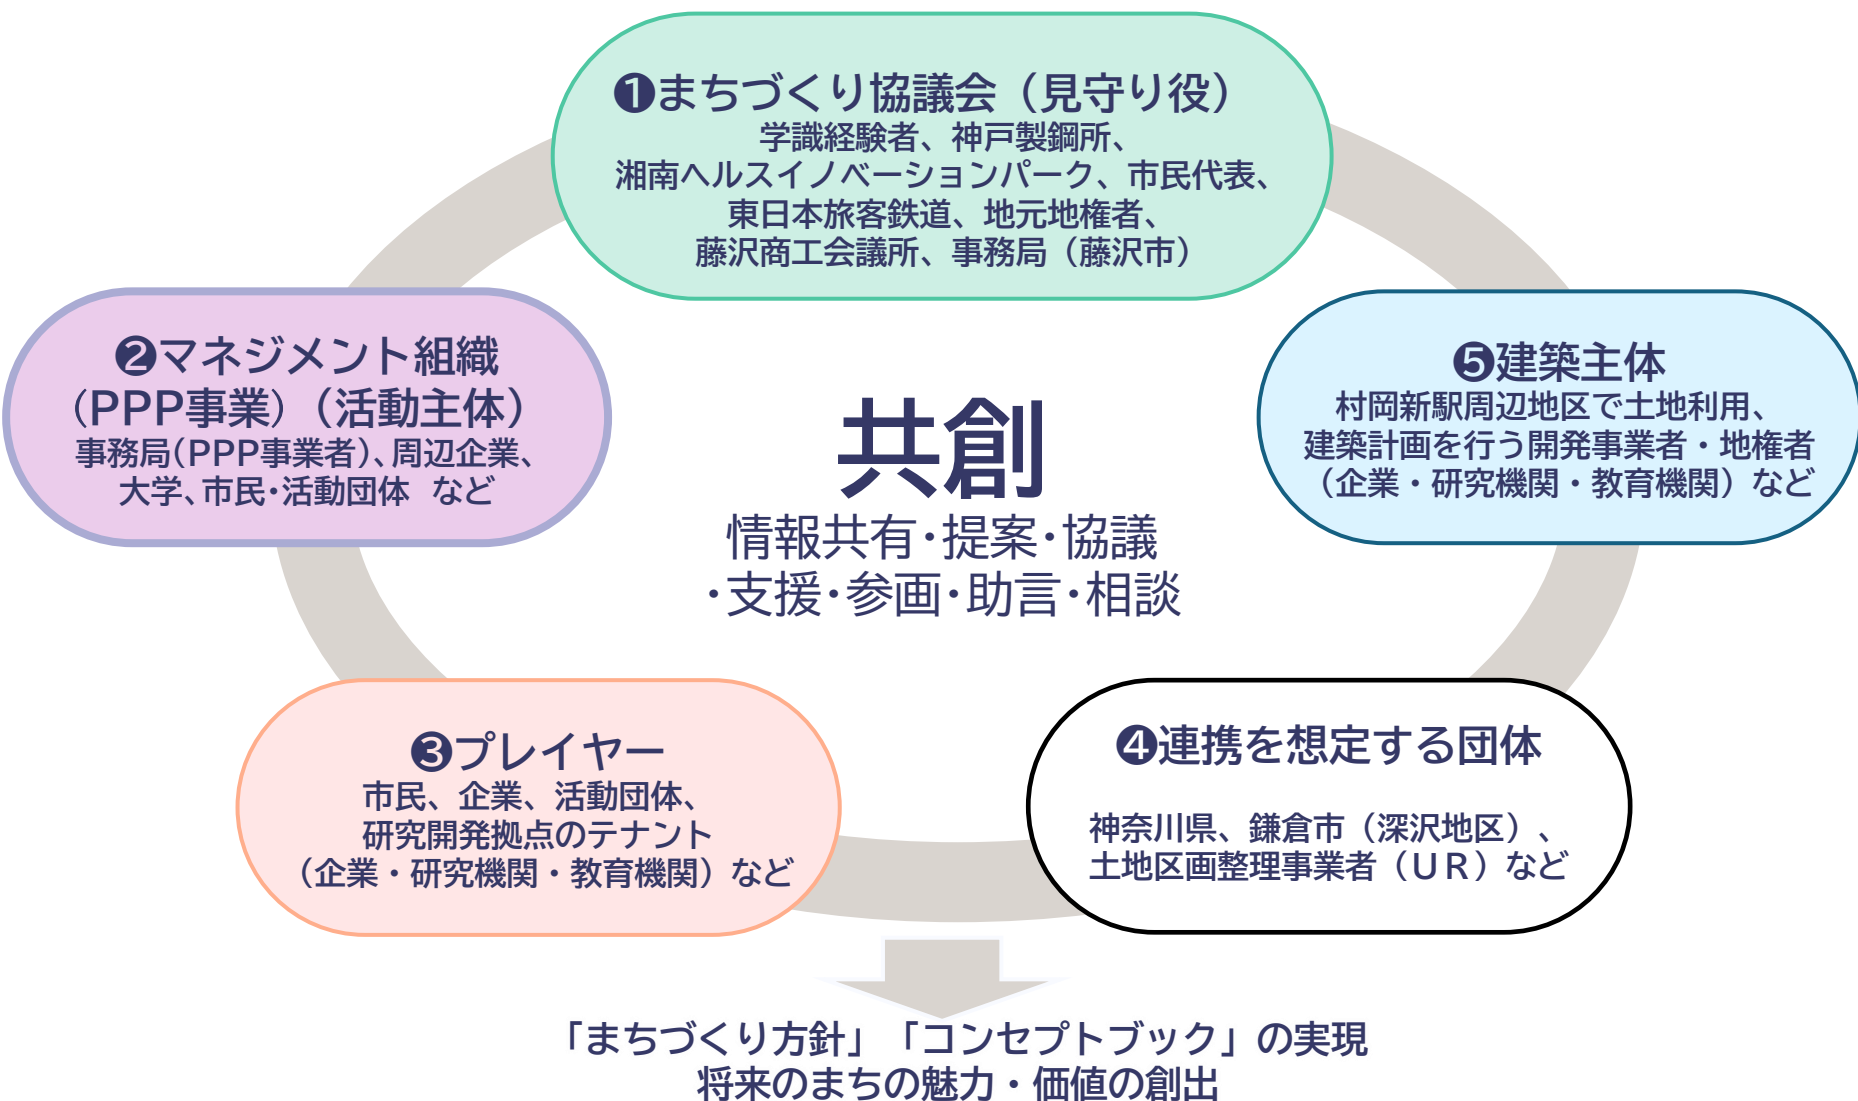 ❶まちづくり協議会（見守り役）
学識経験者、神戸製鋼所、
湘南ヘルスイノベーションパーク、市民代表、
東日本旅客鉄道、地元地権者、
藤沢商工会議所、事務局（藤沢市）
❷マネジメント組織
(PPP事業)（活動主体）
事務局(PPP事業者)、周辺企業、
大学、市民・活動団体 など
❺建築主体
村岡新駅周辺地区で土地利用、
建築計画を行う開発事業者・地権者
（企業・研究機関・教育機関）など
共創
情報共有・提案・協議
・支援・参画・助言・相談
❸プレイヤー
市民、企業、活動団体、
研究開発拠点のテナント
（企業・研究機関・教育機関）など
❹連携を想定する団体
神奈川県、鎌倉市（深沢地区）、
土地区画整理事業者（ＵＲ）など
「まちづくり方針」「コンセプトブック」の実現
将来のまちの魅力・価値の創出